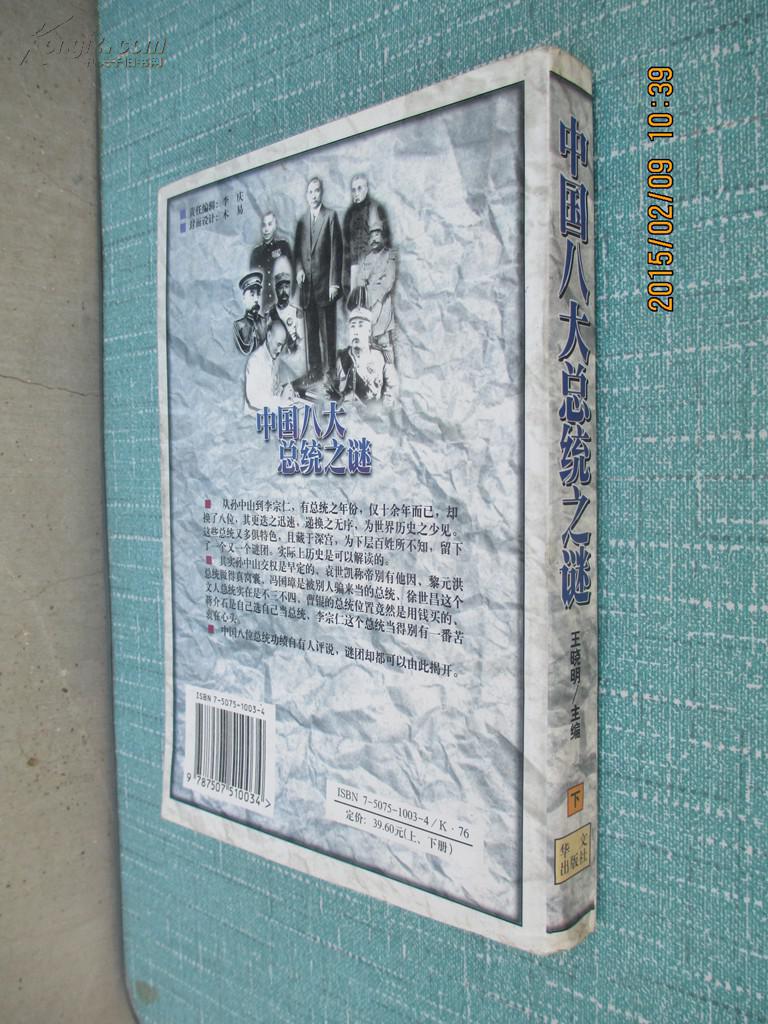 Kongfz.com
孔夫子旧书网
2015/02/09 10:39
责任编辑：李 庆
封面设计：木 易
中国八大
总统之谜
从孙中山到李宗仁，有总统之年份，仅十余年而已，却
换了八位，其更迭之迅速，递换之无序，为世界历史之少见。
这些总统又多俱特色，且藏于深宫，为下层百姓所不知，留下
了一个又一个谜团。实际上历史是可以解读的。
其实孙中山交权是早定的、袁世凯称帝别有他因、黎元洪
总统做得真窝囊、冯国璋是被别人骗来当的总统、徐世昌这个
文人总统实在是不三不四、曹锟的总统位置竟然是用钱买的、
蒋介石是自己选自己当总统、李宗仁这个总统当得别有一番苦
衷在心头。
中国八位总统功绩自有人评说，谜团却都可以由此揭开。
ISBN 7-5075-1003-4
9 787507 510034 >
ISBN 7-5075-1003-4/K·76
定价：39.60元(上、下册)
中国八大总统之谜
王晓明/主编
下
华文
出版社